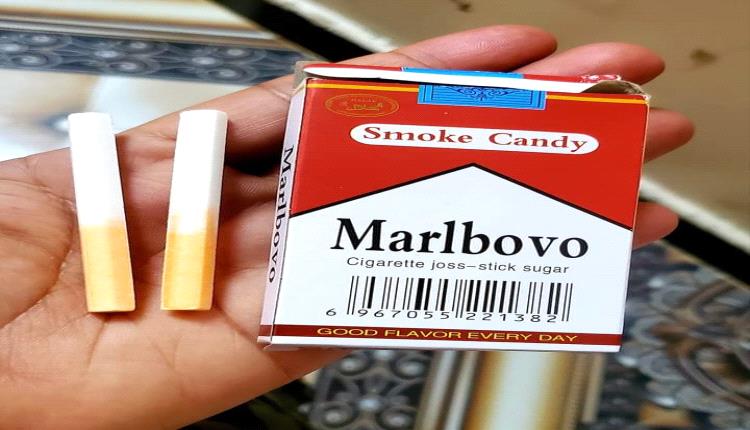 Smoke Candy
Marlbovo
Marlbovo
Cigarette joss-stick sugar
6 967055 221382
GOOD FLAVOR EVERY DAY